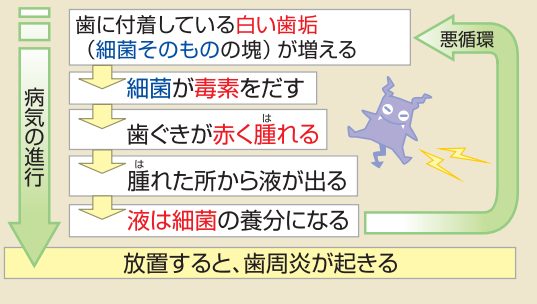 歯に付着している白い歯垢
（細菌そのものの塊）が増える
悪循環
細菌が毒素をだす
病気の進行
は
歯ぐきが赤く腫れる
は
腫れた所から液が出る
液は細菌の養分になる
放置すると、歯周炎が起きる